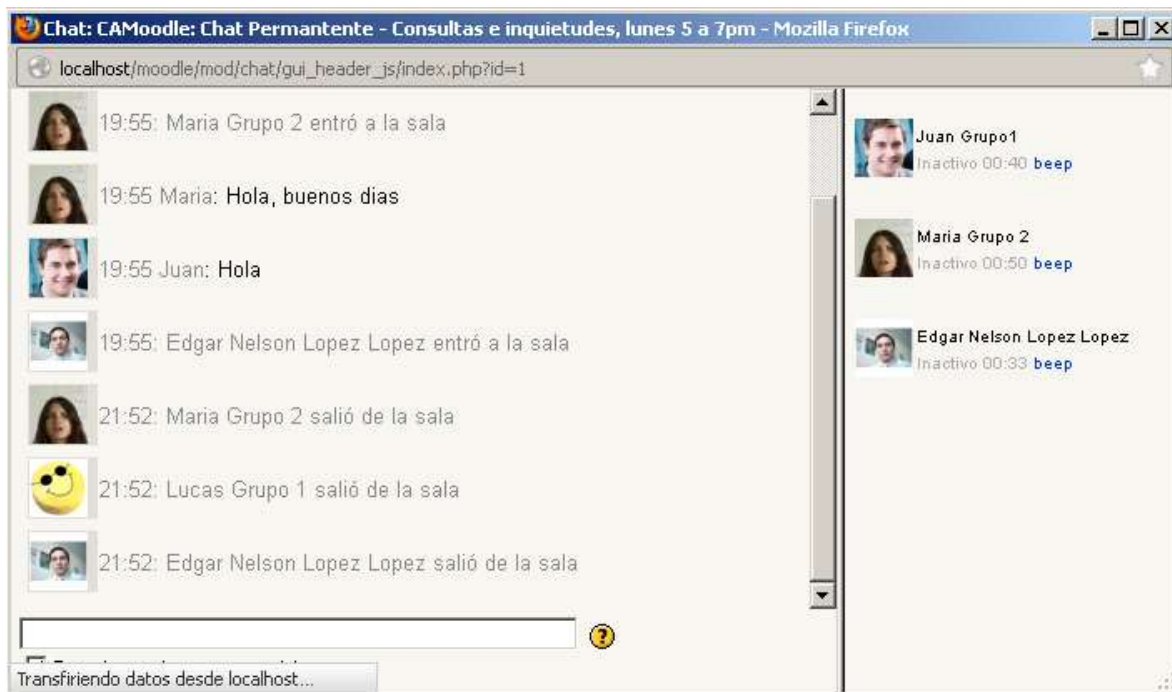 Chat: CAMoodle: Chat Permantente - Consultas e inquietudes, lunes 5 a 7pm - Mozilla Firefox
localhost/moodle/mod/chat/gui_header_js/index.php?id=1
19:55: Maria Grupo 2 entró a la sala
19:55 Maria: Hola, buenos dias
19:55 Juan: Hola
19:55: Edgar Nelson Lopez Lopez entró a la sala
21:52: Maria Grupo 2 salió de la sala
21:52: Lucas Grupo 1 salió de la sala
21:52: Edgar Nelson Lopez Lopez salió de la sala
Juan Grupo1
Inactivo 00:40 beep
Maria Grupo 2
Inactivo 00:50 beep
Edgar Nelson Lopez Lopez
Inactivo 00:33 beep
?
Transfiriendo datos desde localhost...